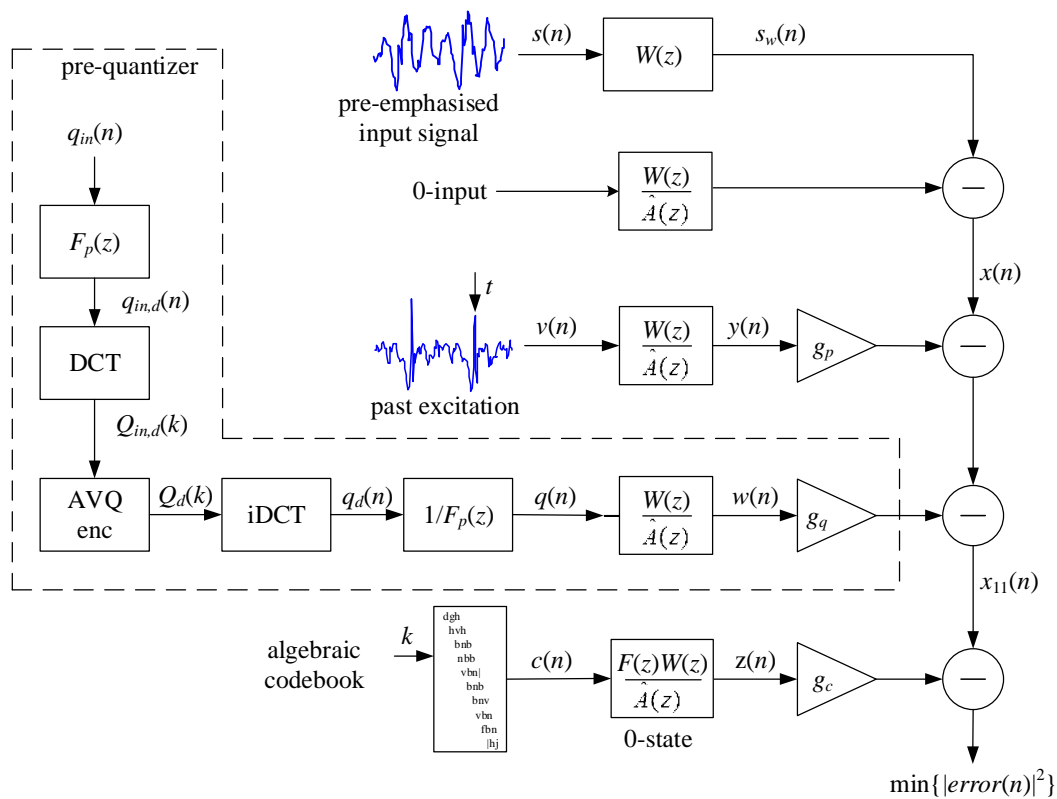 s(n)
W(z)
s_w(n)
pre-quantizer
pre-emphasised
input signal
q_in(n)
0-input
W(z)
Â(z)
F_p(z)
x(n)
t
q_in,d(n)
v(n)
W(z)
Â(z)
y(n)
g_p
DCT
past excitation
Q_in,d(k)
AVQ
enc
Q_d(k)
iDCT
q_d(n)
1/F_p(z)
q(n)
W(z)
Â(z)
w(n)
g_q
x_11(n)
algebraic
codebook
k
dgh
hvh
bnb
nbb
vbn|
bnb
bnv
vbn
fbn
|hj
c(n)
F(z)W(z)
Â(z)
0-state
z(n)
g_c
min{|error(n)|²}